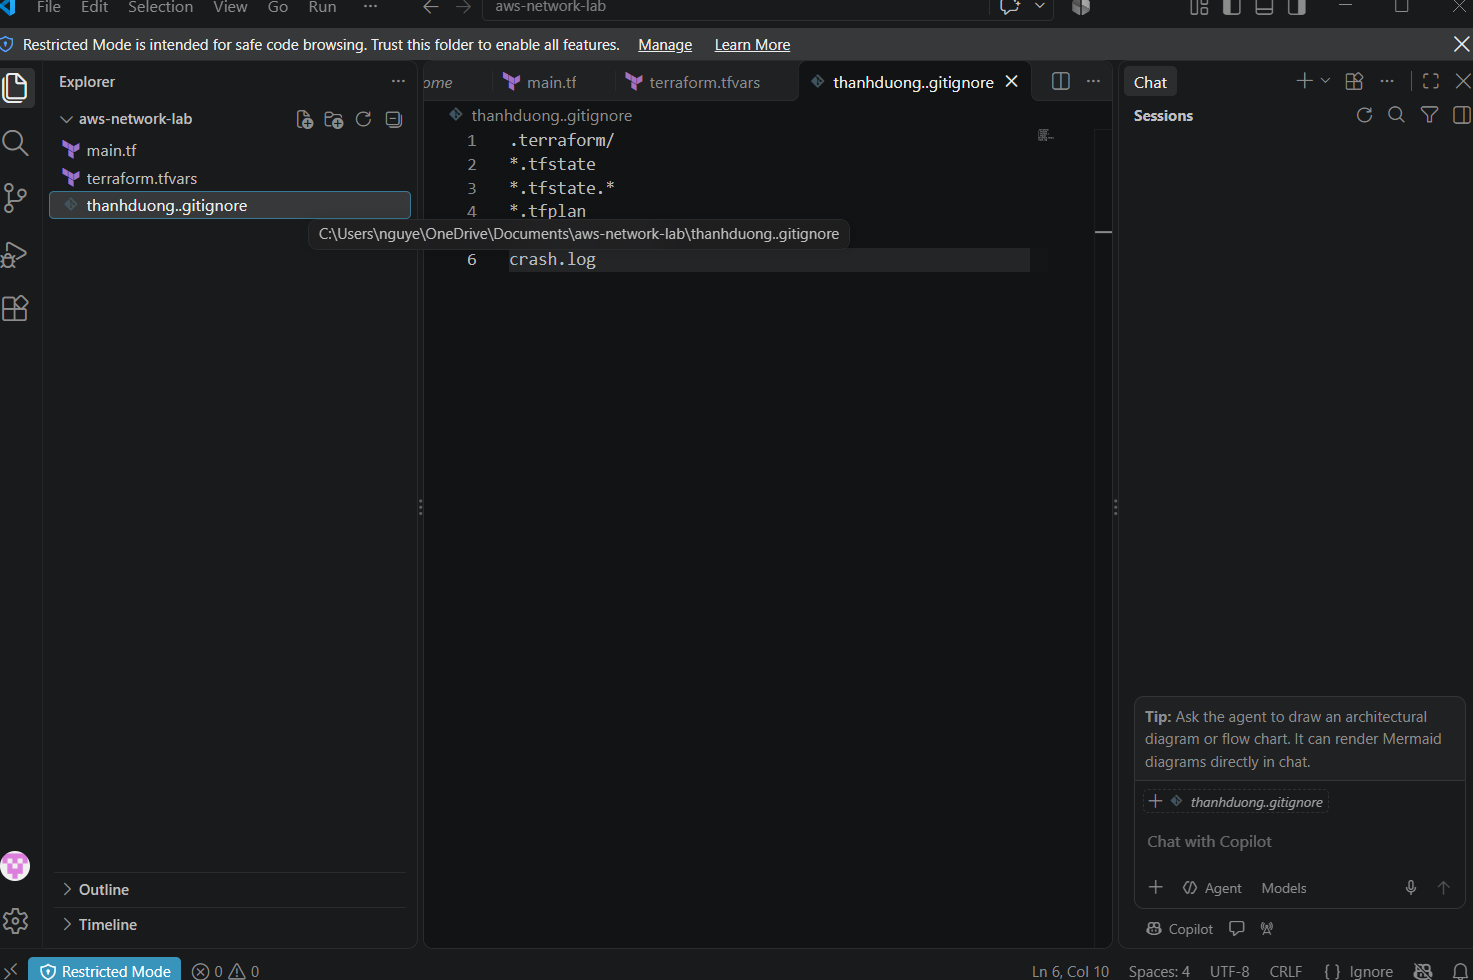 File Edit Selection View Go Run ···
aws-network-lab
Restricted Mode is intended for safe code browsing. Trust this folder to enable all features. Manage Learn More
Explorer
aws-network-lab
main.tf
terraform.tfvars
thanhduong..gitignore
ome main.tf terraform.tfvars thanhduong..gitignore
thanhduong..gitignore
1 .terraform/
2 *.tfstate
3 *.tfstate.*
4 *.tfplan
C:\Users\nguye\OneDrive\Documents\aws-network-lab\thanhduong..gitignore
6 crash.log
Chat
Sessions
Tip: Ask the agent to draw an architectural
diagram or flow chart. It can render Mermaid
diagrams directly in chat.
thanhduong..gitignore
Chat with Copilot
Agent Models
Copilot
Outline
Timeline
Restricted Mode 0 0 Ln 6, Col 10 Spaces: 4 UTF-8 CRLF { } Ignore